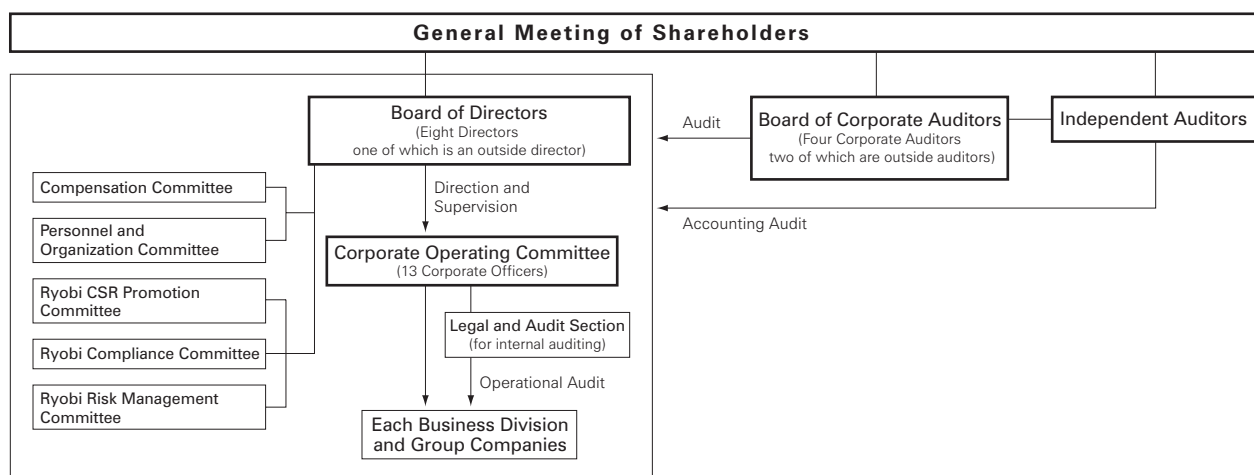 General Meeting of Shareholders
Board of Directors
(Eight Directors
one of which is an outside director)
Audit
Board of Corporate Auditors
(Four Corporate Auditors
two of which are outside auditors)
Independent Auditors
Compensation Committee
Personnel and
Organization Committee
Direction and
Supervision
Accounting Audit
Corporate Operating Committee
(13 Corporate Officers)
Ryobi CSR Promotion
Committee
Legal and Audit Section
(for internal auditing)
Ryobi Compliance Committee
Operational Audit
Ryobi Risk Management
Committee
Each Business Division
and Group Companies